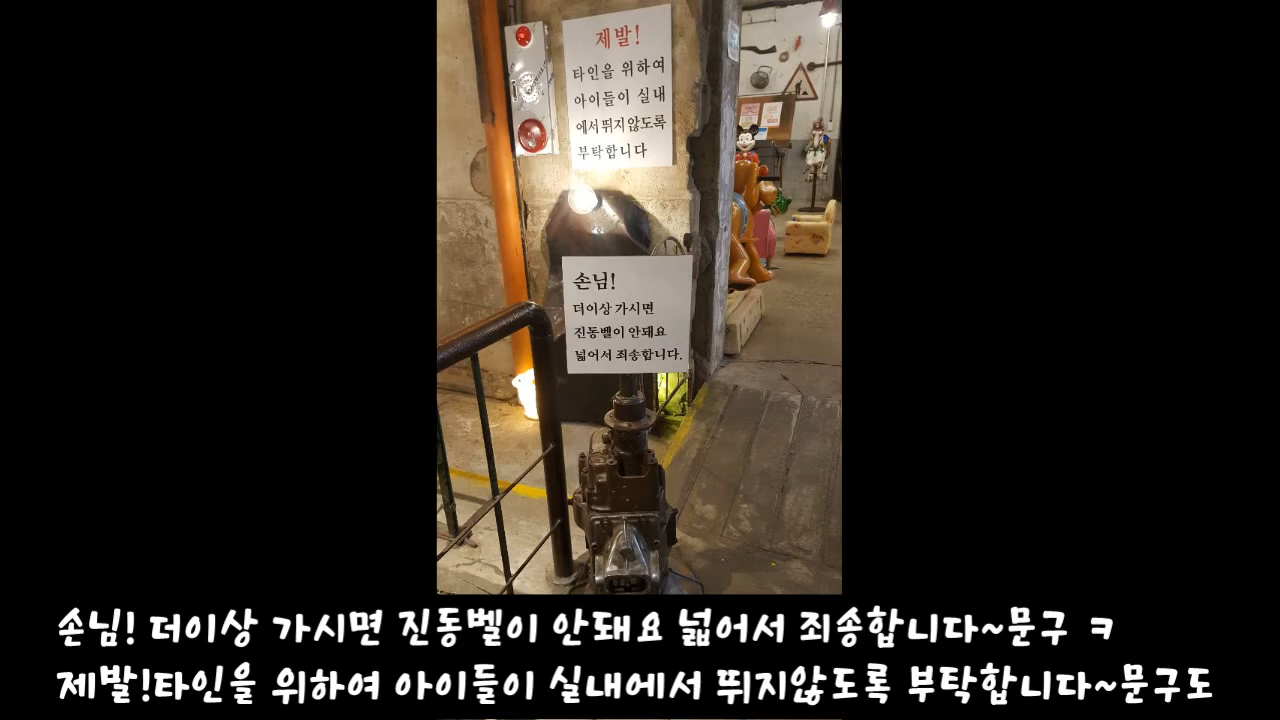 제발!
타인을 위하여
아이들이 실내
에서뛰지않도록
부탁합니다
손님!
더이상 가시면
진동벨이 안돼요
넓어서 죄송합니다.
손님! 더이상 가시면 진동벨이 안돼요 넓어서 죄송합니다~문구 ㅋ
제발!타인을 위하여 아이들이 실내에서 뛰지않도록 부탁합니다~문구도